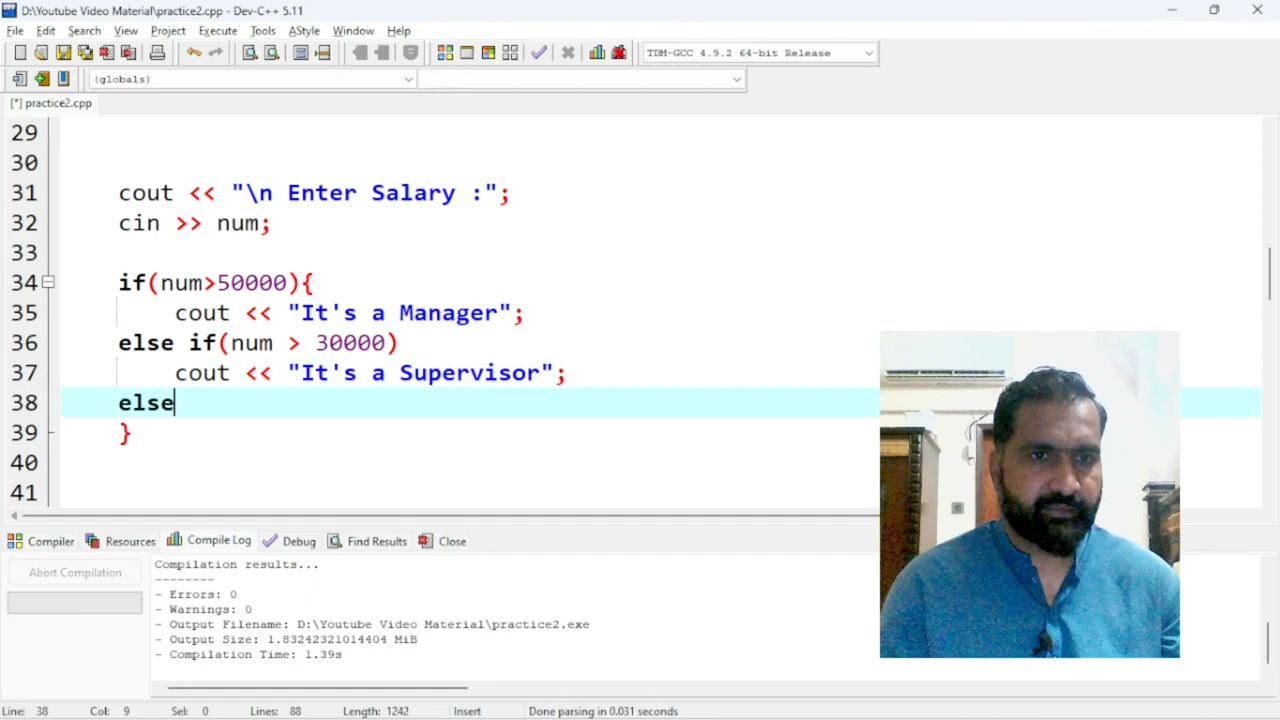 D:\Youtube Video Material\practice2.cpp - Dev-C++ 5.11
File Edit Search View Project Execute Tools AStyle Window Help
TDM-GCC 4.9.2 64-bit Release
(globals)
[*] practice2.cpp
29
30
31 cout << "\n Enter Salary :";
32 cin >> num;
33
34 if(num>50000){
35 cout << "It's a Manager";
36 else if(num > 30000)
37 cout << "It's a Supervisor";
38 else
39 }
40
41
Compiler Resources Compile Log Debug Find Results Close
Abort Compilation
Compilation results...
--------
- Errors: 0
- Warnings: 0
- Output Filename: D:\Youtube Video Material\practice2.exe
- Output Size: 1.83242321014404 MiB
- Compilation Time: 1.39s
Line: 38 Col: 9 Sel: 0 Lines: 88 Length: 1242 Insert Done parsing in 0.031 seconds